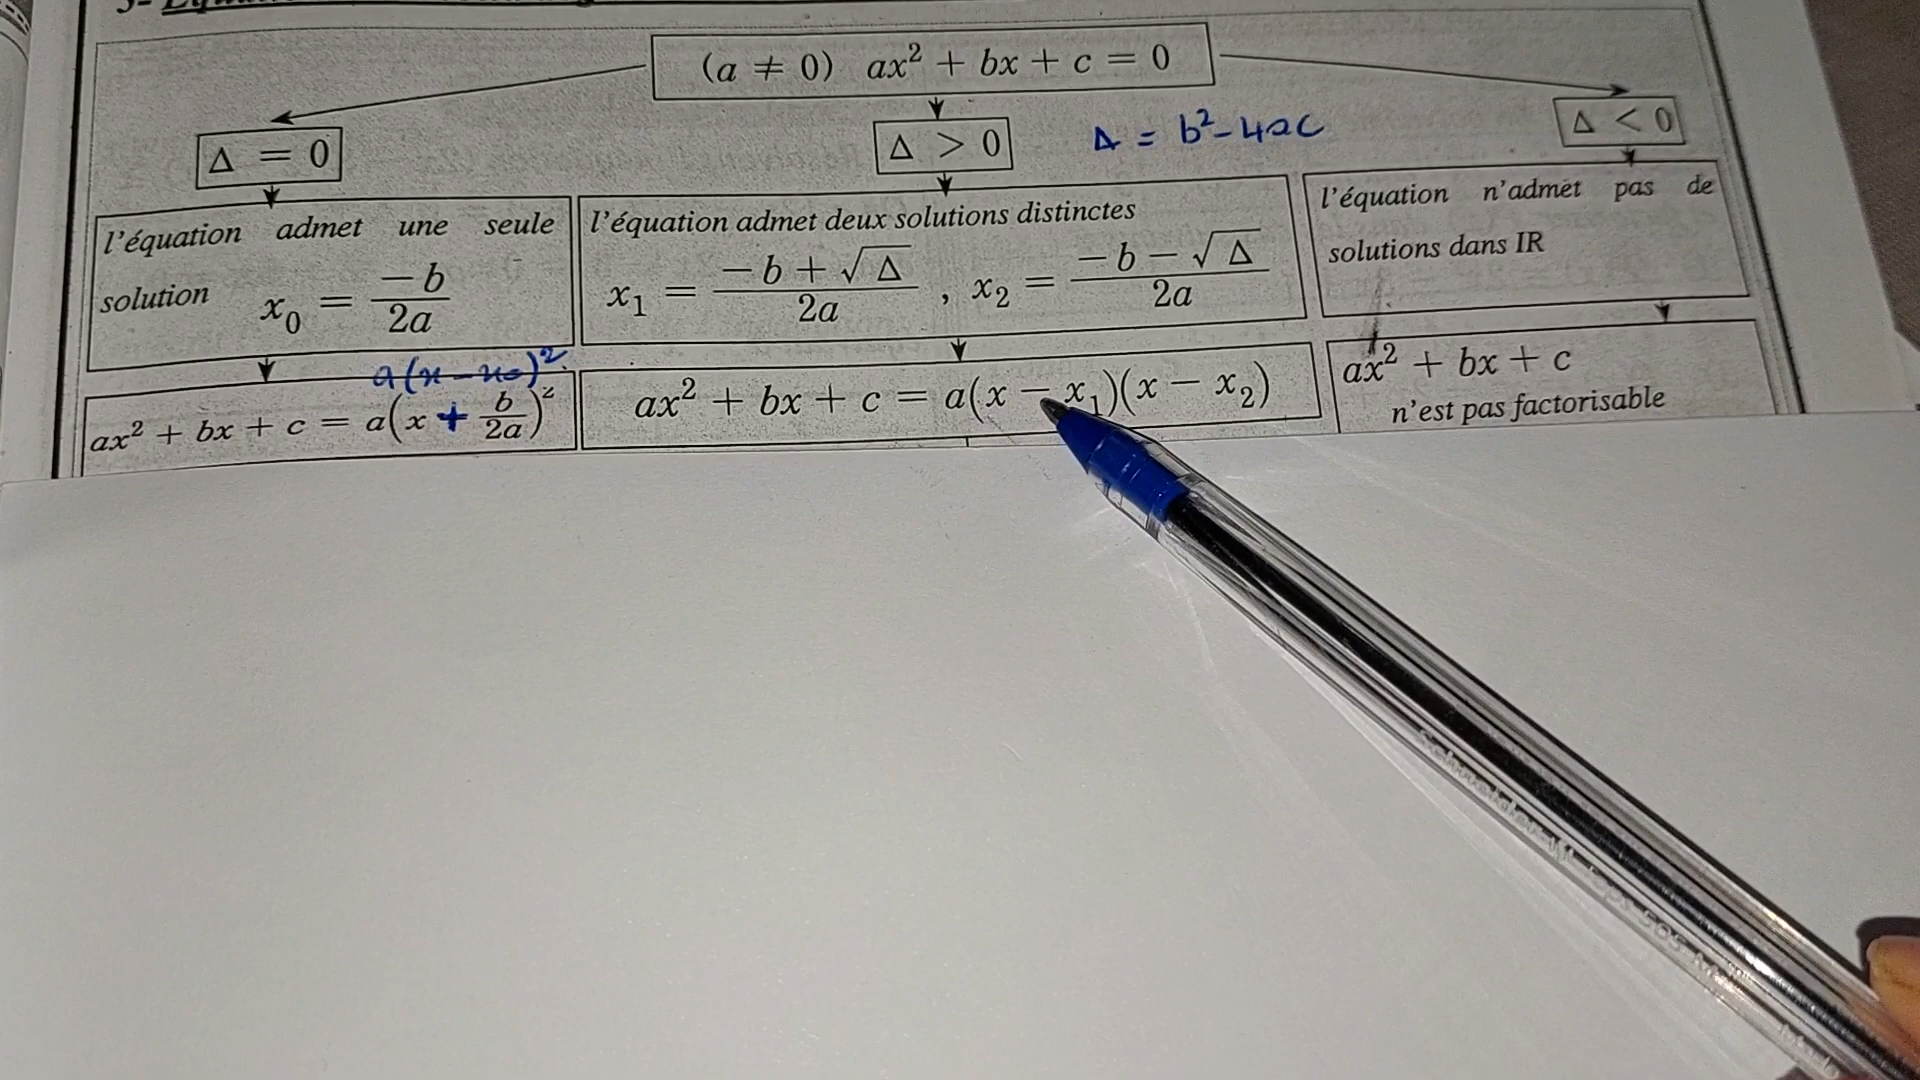 (a ≠ 0) ax² + bx + c = 0
Δ = 0
Δ > 0
Δ = b² - 4ac
Δ < 0
l'équation admet une seule
solution x₀ = -b/2a
l'équation admet deux solutions distinctes
x₁ = (-b + √Δ)/2a , x₂ = (-b - √Δ)/2a
l'équation n'admet pas de
solutions dans IR
a(x - x₀)²
ax² + bx + c = a(x + b/2a)²
ax² + bx + c = a(x - x₁)(x - x₂)
ax² + bx + c
n'est pas factorisable